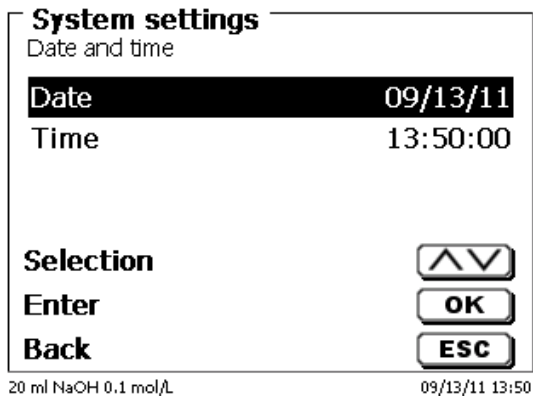 System settings
Date and time
Date 09/13/11
Time 13:50:00
Selection
Enter OK
Back ESC
20 ml NaOH 0.1 mol/L 09/13/11 13:50